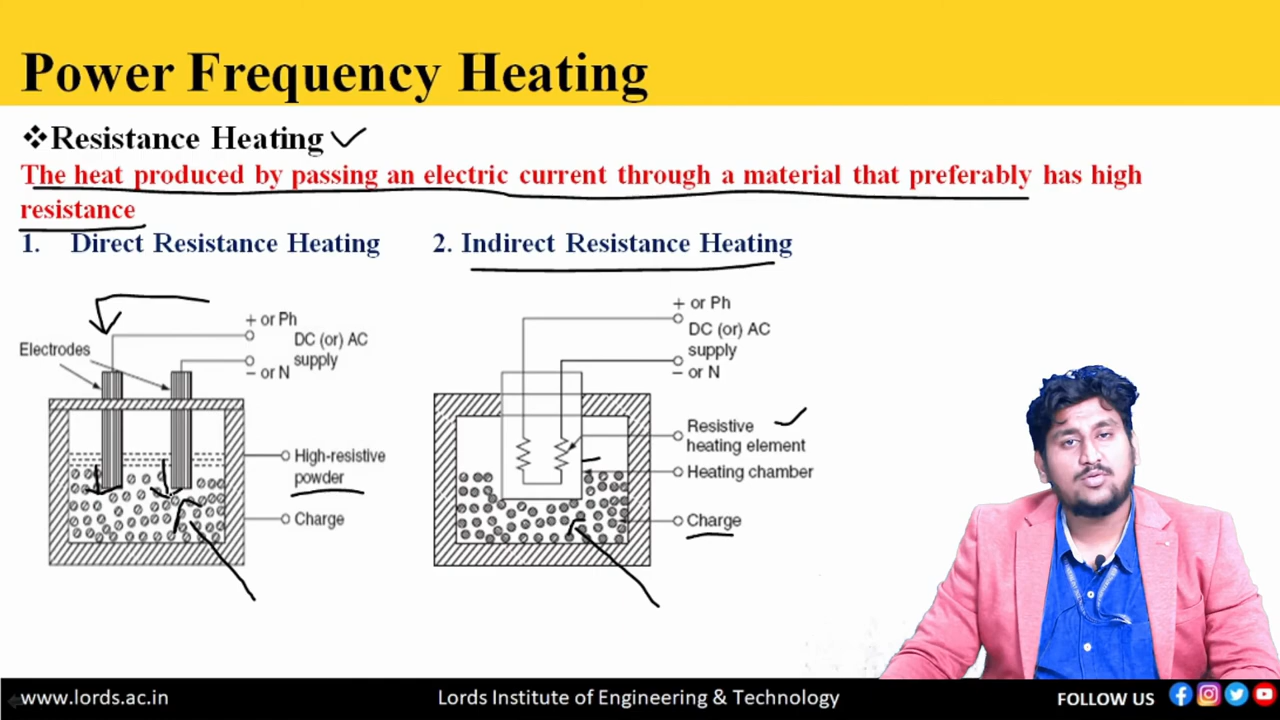 Power Frequency Heating
❖Resistance Heating
The heat produced by passing an electric current through a material that preferably has high
resistance
1. Direct Resistance Heating
2. Indirect Resistance Heating
Electrodes
+ or Ph
DC (or) AC
supply
− or N
High-resistive
powder
Charge
+ or Ph
DC (or) AC
supply
− or N
Resistive
heating element
Heating chamber
Charge
www.lords.ac.in
Lords Institute of Engineering & Technology
FOLLOW US